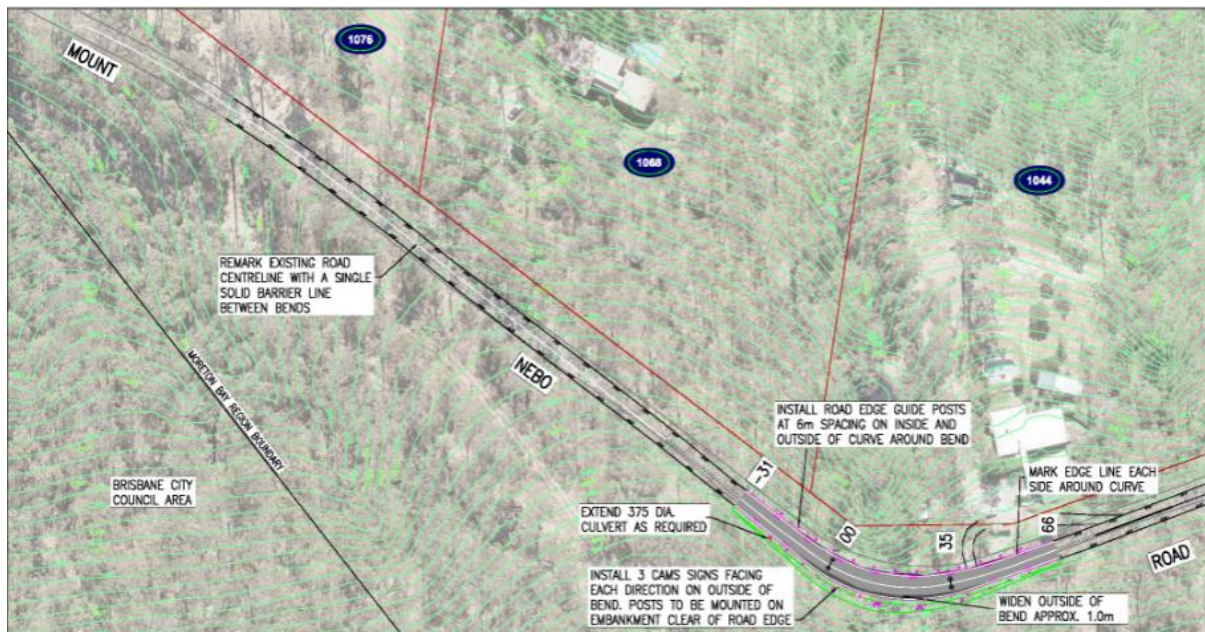 1076
MOUNT
1068
1044
REMARK EXISTING ROAD
CENTRELINE WITH A SINGLE
SOLID BARRIER LINE
BETWEEN BENDS
NEBO
MORETON BAY REGION BOUNDARY
BRISBANE CITY
COUNCIL AREA
INSTALL ROAD EDGE GUIDE POSTS
AT 6m SPACING ON INSIDE AND
OUTSIDE OF CURVE AROUND BEND
MARK EDGE LINE EACH
SIDE AROUND CURVE
-31
EXTEND 375 DIA.
CULVERT AS REQUIRED
00
35
66
ROAD
INSTALL 3 CAMS SIGNS FACING
EACH DIRECTION ON OUTSIDE OF
BEND. POSTS TO BE MOUNTED ON
EMBANKMENT CLEAR OF ROAD EDGE
WIDEN OUTSIDE OF
BEND APPROX. 1.0m